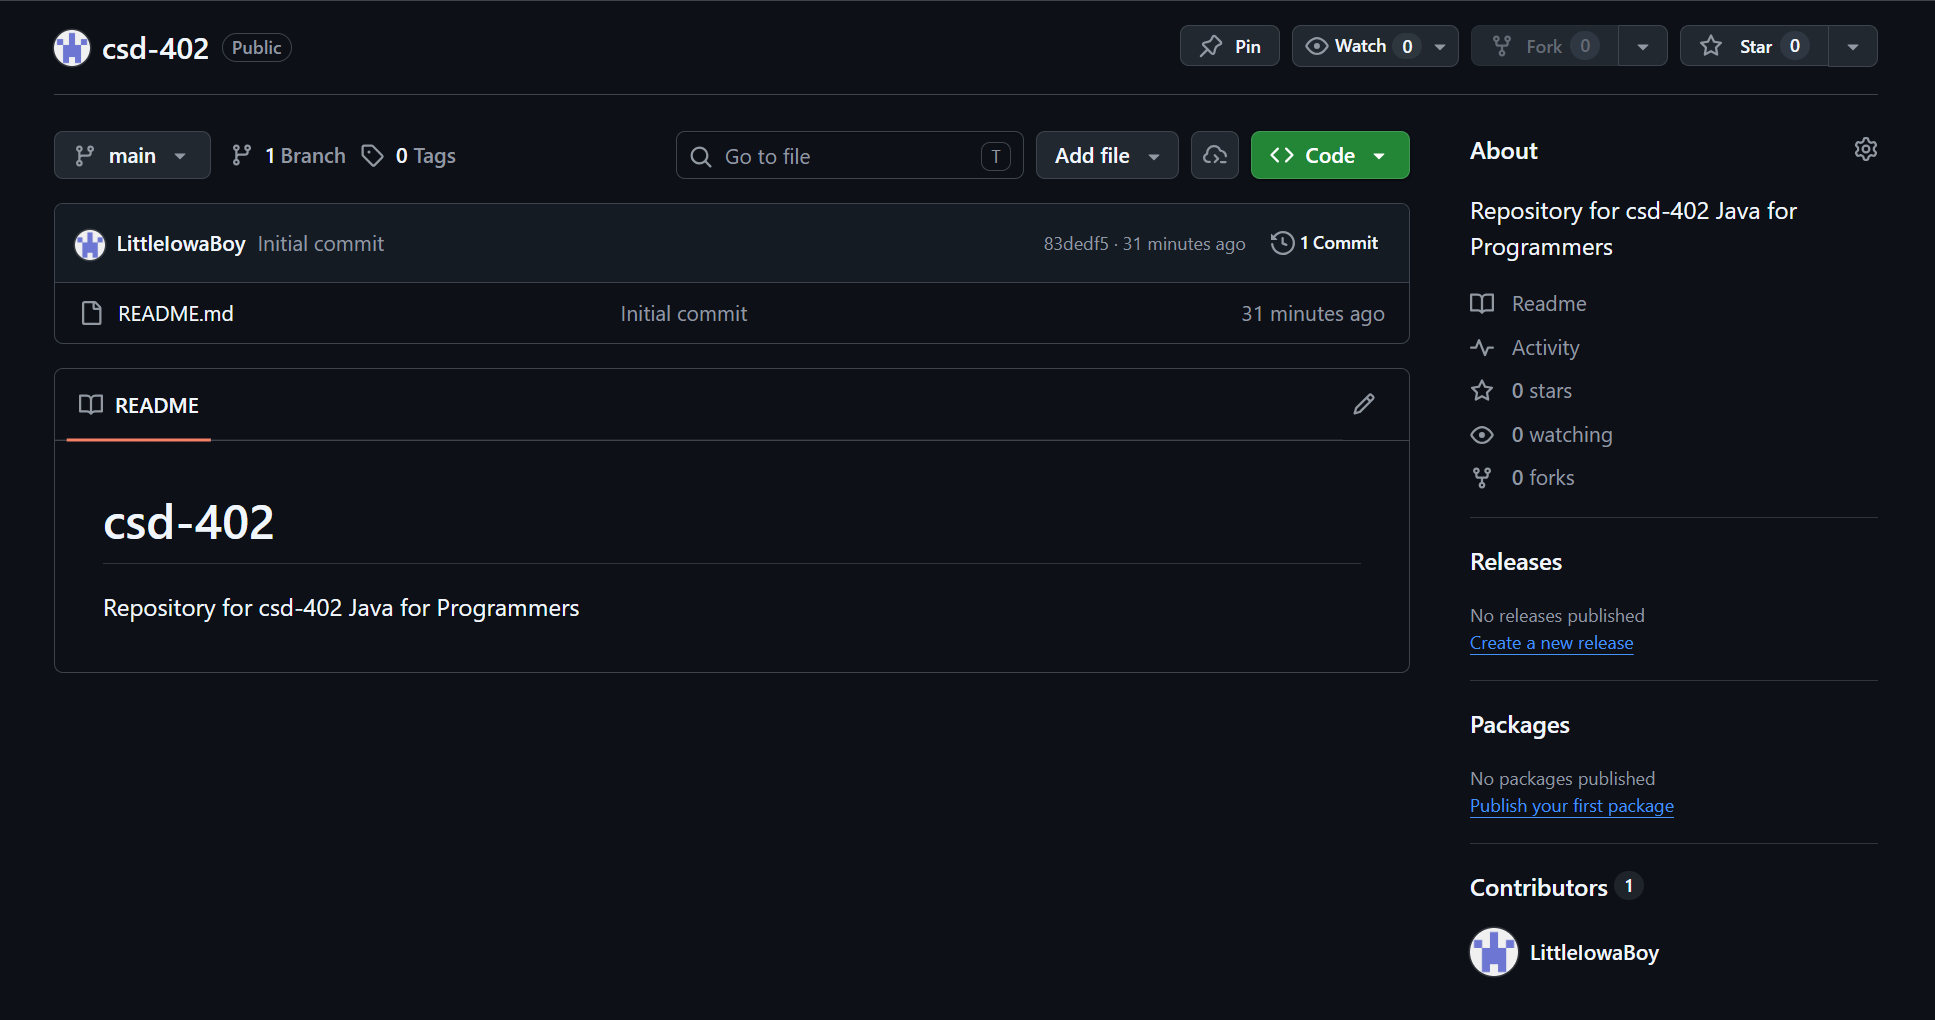 csd-402 Public Pin Watch 0 Fork 0 Star 0
main 1 Branch 0 Tags Go to file T Add file Code
LittleIowaBoy Initial commit 83dedf5 · 31 minutes ago 1 Commit
README.md Initial commit 31 minutes ago
README
csd-402
Repository for csd-402 Java for Programmers
About
Repository for csd-402 Java for
Programmers
Readme
Activity
0 stars
0 watching
0 forks
Releases
No releases published
Create a new release
Packages
No packages published
Publish your first package
Contributors 1
LittleIowaBoy